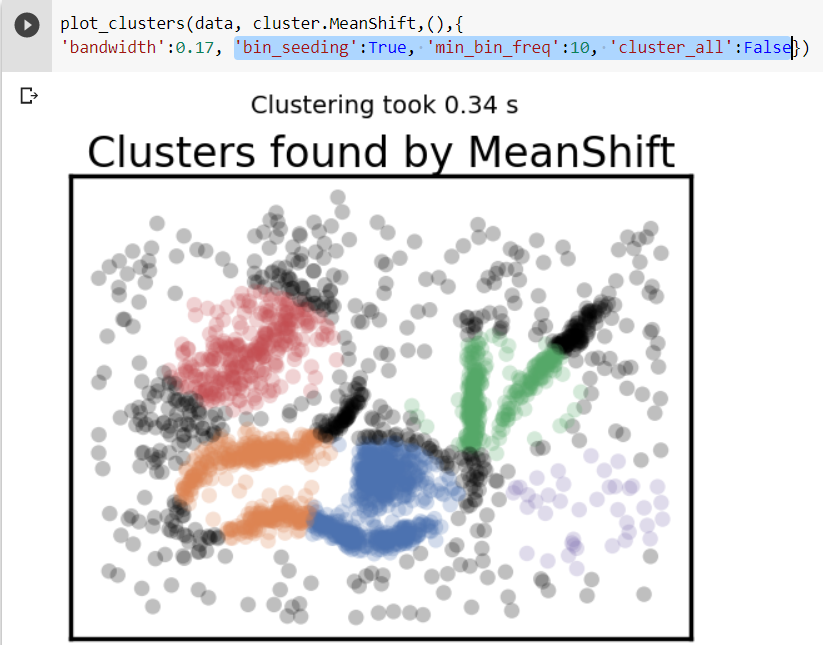 plot_clusters(data, cluster.MeanShift,(),{
'bandwidth':0.17, 'bin_seeding':True, 'min_bin_freq':10, 'cluster_all':False})
Clustering took 0.34 s
Clusters found by MeanShift